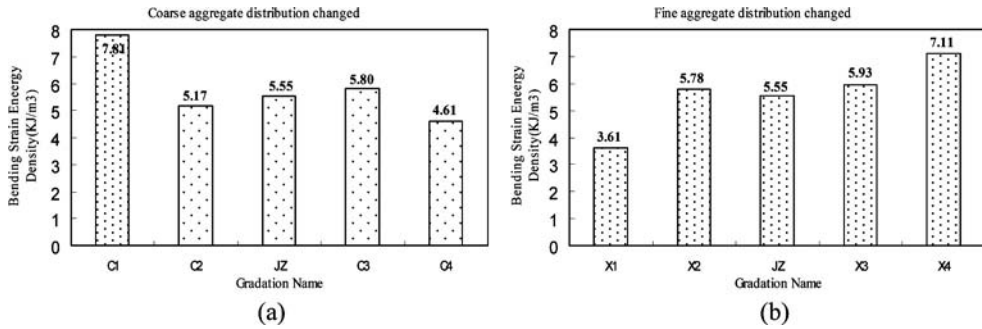 Coarse aggregate distribution changed
Bending Strain Eneergy
Density(KJ/m3)
8
7
6
5
4
3
2
1
0
7.81
5.17
5.55
5.80
4.61
C1 C2 JZ C3 C4
Gradation Name
(a)
Fine aggregate distribution changed
Bending Strain Eneergy
Density(KJ/m3)
8
7
6
5
4
3
2
1
0
3.61
5.78
5.55
5.93
7.11
X1 X2 JZ X3 X4
Gradation Name
(b)